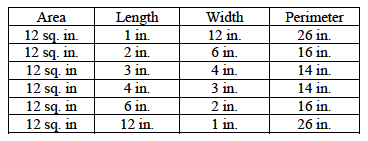 Area Length Width Perimeter
12 sq. in. 1 in. 12 in. 26 in.
12 sq. in. 2 in. 6 in. 16 in.
12 sq. in 3 in. 4 in. 14 in.
12 sq. in 4 in. 3 in. 14 in.
12 sq. in 6 in. 2 in. 16 in.
12 sq. in 12 in. 1 in. 26 in.